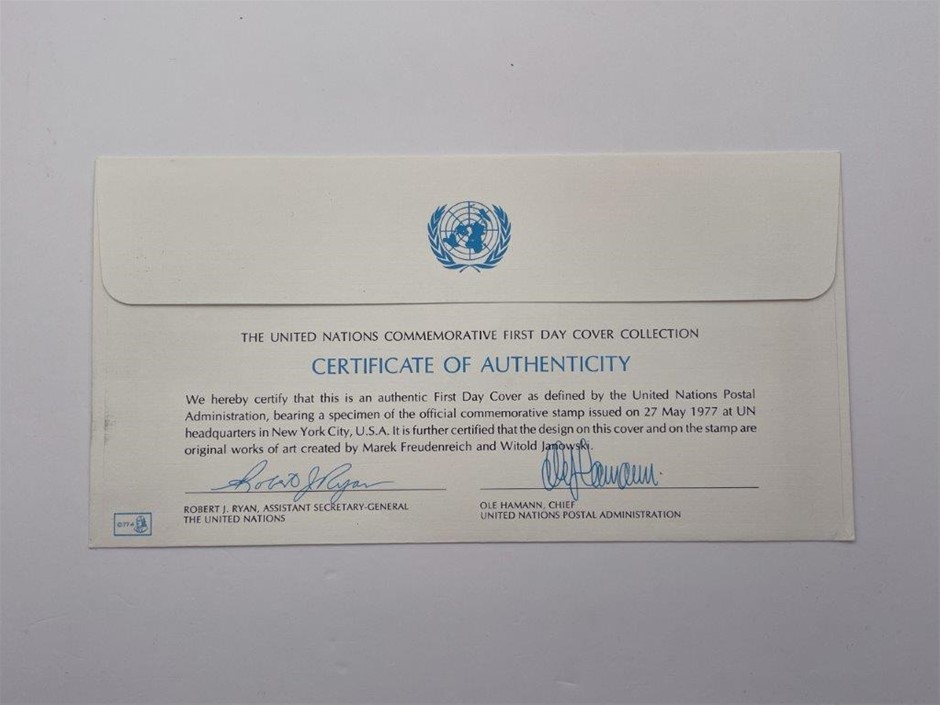 THE UNITED NATIONS COMMEMORATIVE FIRST DAY COVER COLLECTION
CERTIFICATE OF AUTHENTICITY
We hereby certify that this is an authentic First Day Cover as defined by the United Nations Postal
Administration, bearing a specimen of the official commemorative stamp issued on 27 May 1977 at UN
headquarters in New York City, U.S.A. It is further certified that the design on this cover and on the stamp are
original works of art created by Marek Freudenreich and Witold Janowski.
Robert J. Ryan
Ole Hamann
ROBERT J. RYAN, ASSISTANT SECRETARY-GENERAL
THE UNITED NATIONS
OLE HAMANN, CHIEF
UNITED NATIONS POSTAL ADMINISTRATION